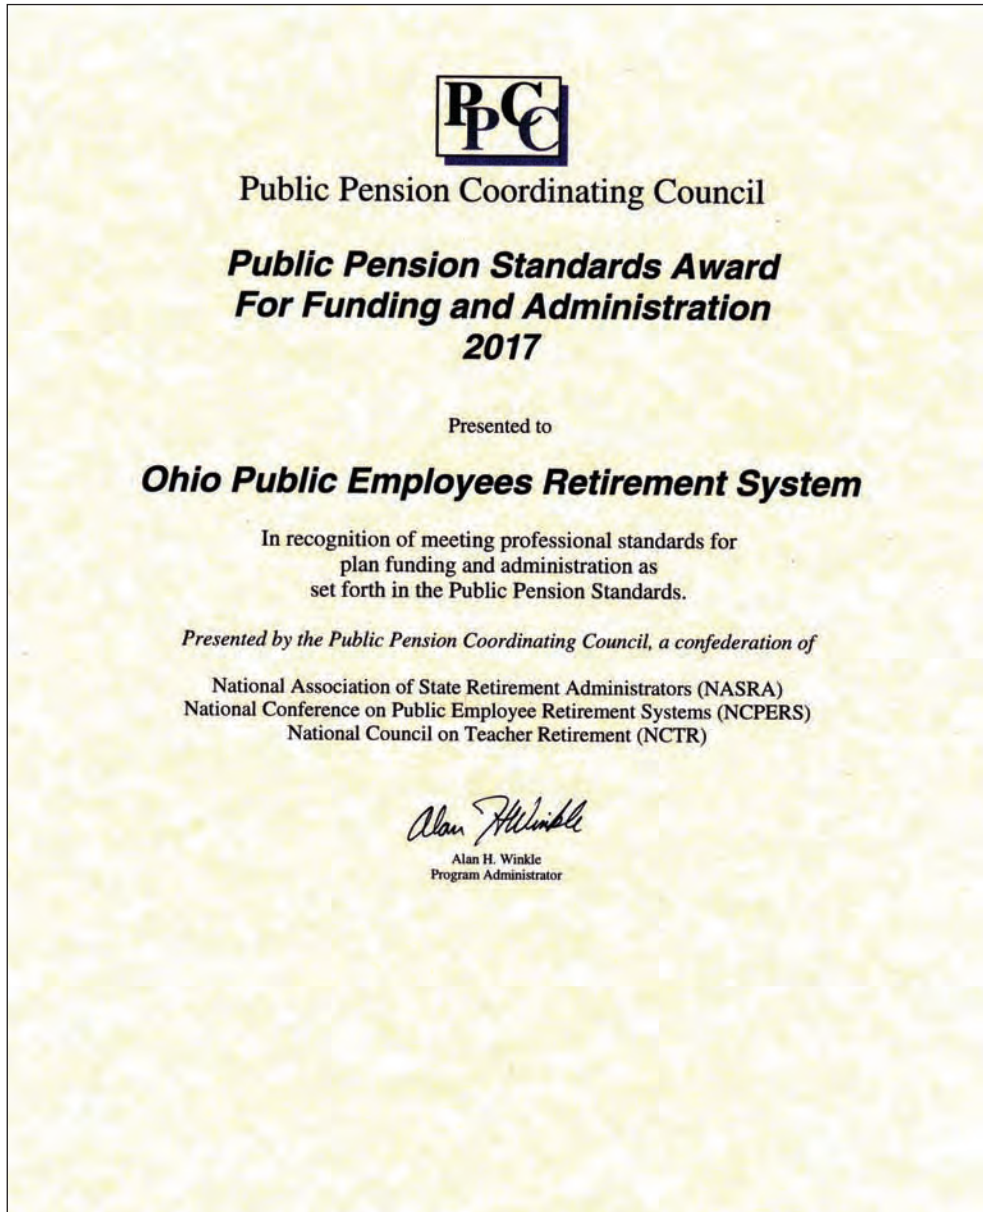 PPCC
Public Pension Coordinating Council
Public Pension Standards Award
For Funding and Administration
2017
Presented to
Ohio Public Employees Retirement System
In recognition of meeting professional standards for
plan funding and administration as
set forth in the Public Pension Standards.
Presented by the Public Pension Coordinating Council, a confederation of
National Association of State Retirement Administrators (NASRA)
National Conference on Public Employee Retirement Systems (NCPERS)
National Council on Teacher Retirement (NCTR)
Alan H Winkle
Alan H. Winkle
Program Administrator